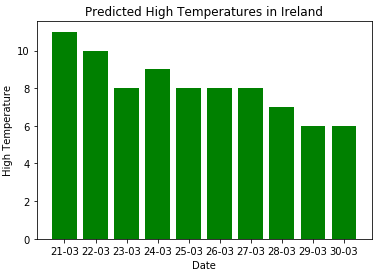 Predicted High Temperatures in Ireland
High Temperature
10
8
6
4
2
0
21-03 22-03 23-03 24-03 25-03 26-03 27-03 28-03 29-03 30-03
Date